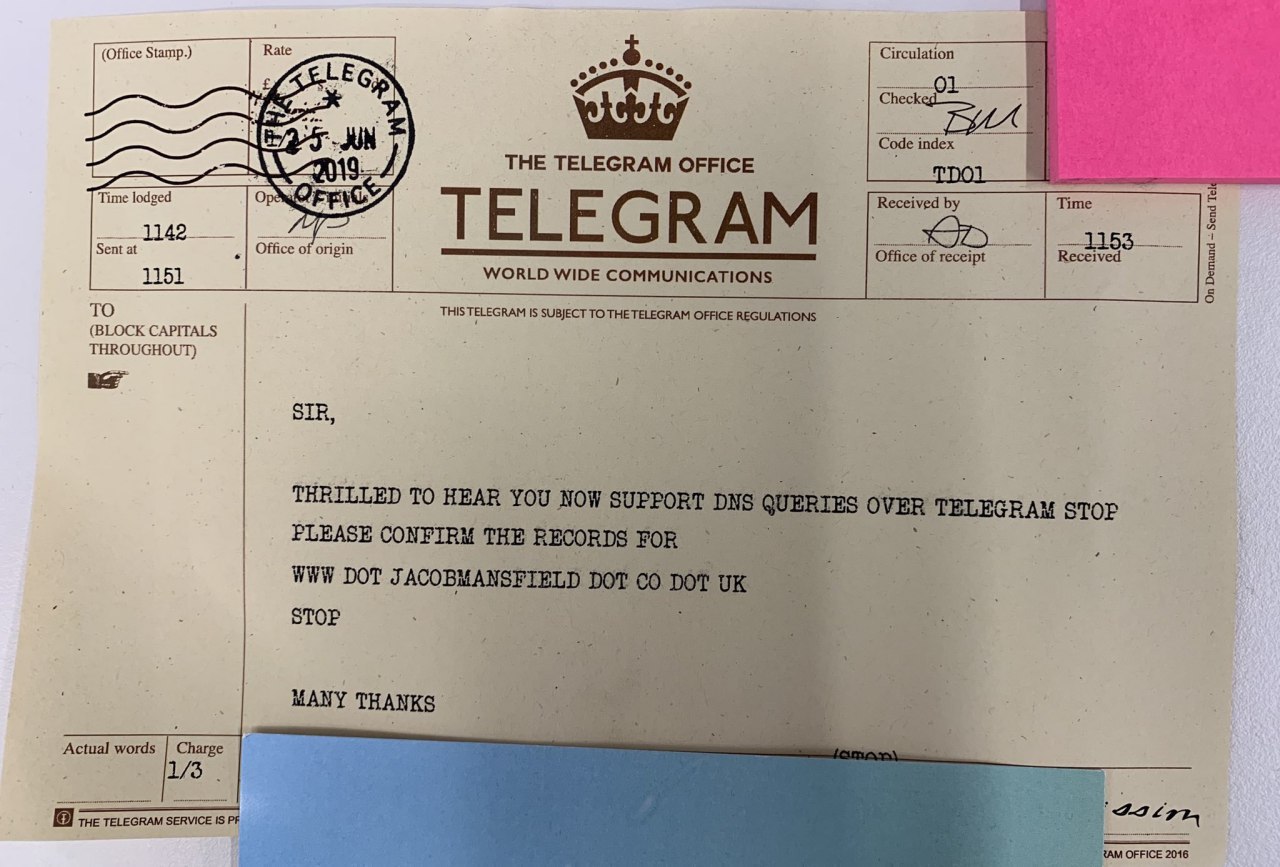 (Office Stamp.)
Rate
THE TELEGRAM
25 JUN
2019
OFFICE
Time lodged
1142
Sent at
1151
Office of origin
THE TELEGRAM OFFICE
TELEGRAM
WORLD WIDE COMMUNICATIONS
Circulation
01
Checked
Code index
TD01
Received by
Office of receipt
Time
1153
Received
On Demand – Send
TO
(BLOCK CAPITALS
THROUGHOUT)
THIS TELEGRAM IS SUBJECT TO THE TELEGRAM OFFICE REGULATIONS
SIR,
THRILLED TO HEAR YOU NOW SUPPORT DNS QUERIES OVER TELEGRAM STOP
PLEASE CONFIRM THE RECORDS FOR
WWW DOT JACOBMANSFIELD DOT CO DOT UK
STOP
MANY THANKS
(STOP)
Actual words
Charge
1/3
THE TELEGRAM SERVICE IS
OFFICE 2016